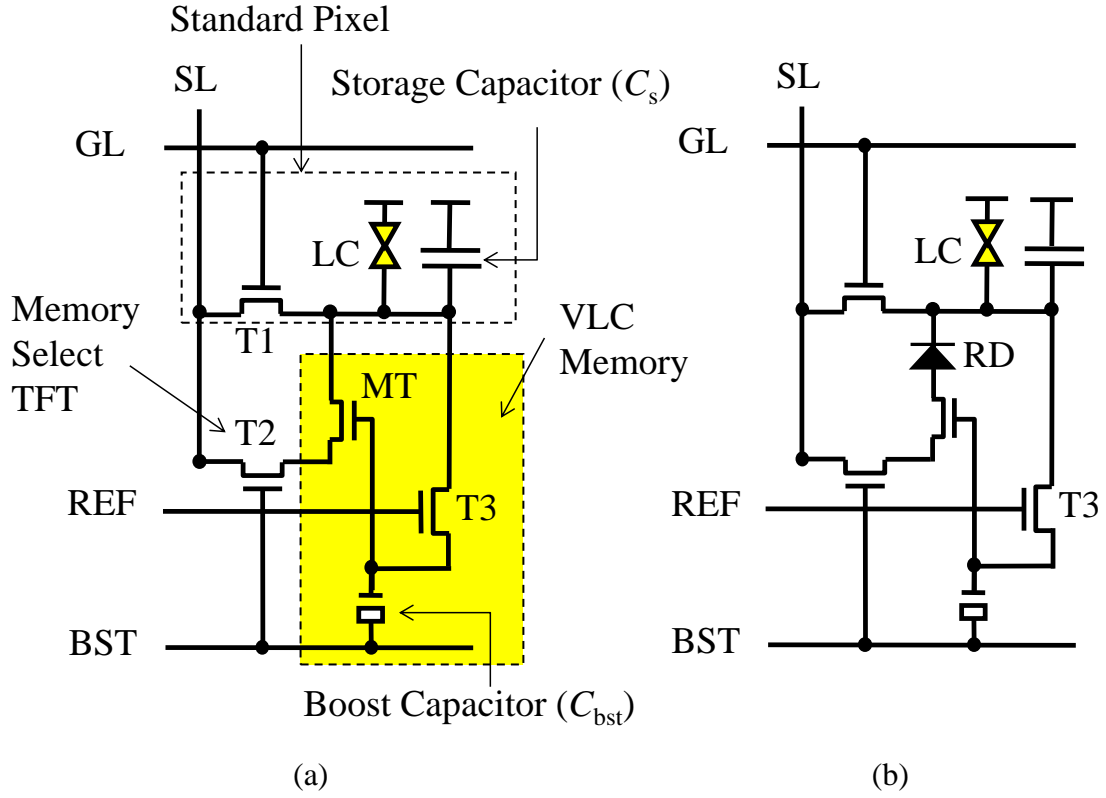 Standard Pixel
SL
Storage Capacitor (Cs)
GL
LC
T1
Memory
Select
TFT
VLC
Memory
MT
T2
REF
T3
BST
Boost Capacitor (Cbst)
(a)
SL
GL
LC
RD
REF
T3
BST
(b)